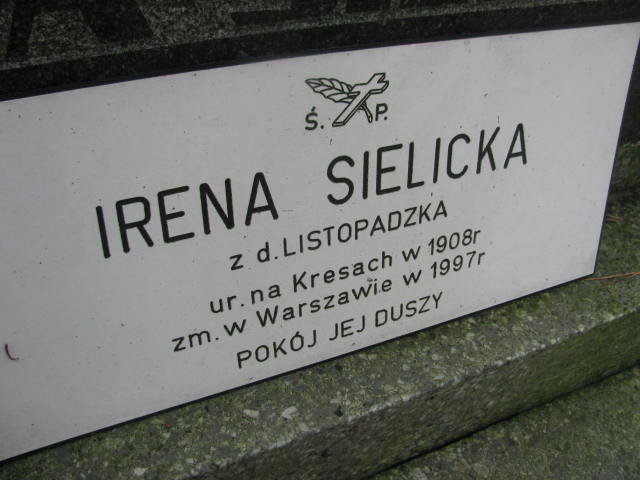 Ś. P.
IRENA SIELICKA
z d. LISTOPADZKA
ur. na Kresach w 1908r
zm. w Warszawie w 1997r
POKÓJ JEJ DUSZY